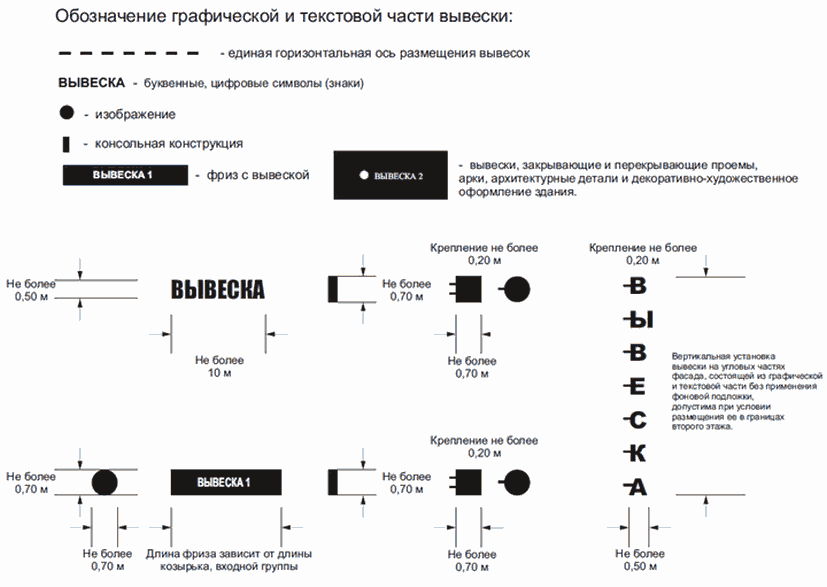 Обозначение графической и текстовой части вывески:
- единая горизонтальная ось размещения вывесок
ВЫВЕСКА - буквенные, цифровые символы (знаки)
- изображение
- консольная конструкция
ВЫВЕСКА 1
- фриз с вывеской
ВЫВЕСКА 2
- вывески, закрывающие и перекрывающие проемы,
арки, архитектурные детали и декоративно-художественное
оформление здания.
Не более
0,50 м
ВЫВЕСКА
Не более
10 м
Не более
0,70 м
Крепление не более
0,20 м
Не более
0,70 м
Крепление не более
0,20 м
В
Ы
В
Е
С
К
А
Вертикальная установка
вывески на угловых частях
фасада, состоящей из графической
и текстовой части без применения
фоновой подложки,
допустима при условии
размещения ее в границах
второго этажа.
Не более
0,50 м
Не более
0,70 м
Не более
0,70 м
ВЫВЕСКА 1
Длина фриза зависит от длины
козырька, входной группы
Не более
0,70 м
Крепление не более
0,20 м
Не более
0,70 м